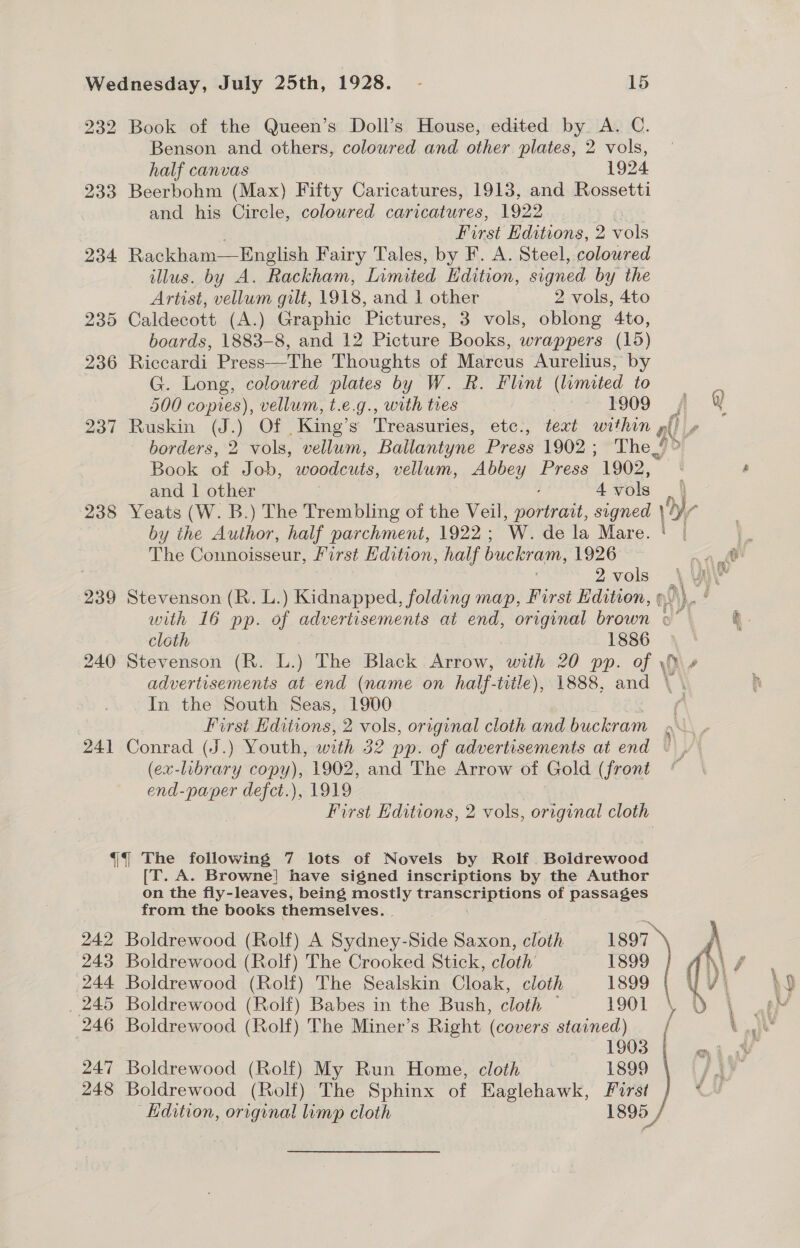 Wednesday, July 25th, 1928. - 15
232 Book of the Queen's Doll's House, edited by A. C.
Benson and others, coloured and other plates, 2 vols,
half canvas 1924
233 Beerbohm (Max) Fifty Caricatures, 1913, and Rossetti
and his Circle, coloured caricatures, 1922
First Editions, 2 vols
234 Rackham—English Fairy Tales, by F. A. Steel, coloured
illus. by A. Rackham, Limited Edition, signed by the
Artist, vellum gilt, 1918, and 1 other 2 vols, 4to
235 Caldecott (A.) Graphic Pictures, 3 vols, oblong 4to,
boards, 1883-8, and 12 Picture Books, wrappers (15)
236 Riccardi Press—The Thoughts of Marcus Aurelius, by
G. Long, coloured plates by W. R. Flint (limited to
500 copies), vellum, t.e.g., with ties 1909
237 Ruskin (J.) Of King's Treasuries, etc., text within
borders, 2 vols, vellum, Ballantyne Press 1902; The
Book of Job, woodcuts, vellum, Abbey Press 1902,
and 1 other 4 vols
238 Yeats (W. B.) The Trembling of the Veil, portrait, signed
by the Author, half parchment, 1922; W. de la Mare.
The Connoisseur, First Edition, half buckram, 1926
2 vols
239 Stevenson (R. L.) Kidnapped, folding map, First Edition,
with 16 pp. of advertisements at end, original brown
cloth 1886
240 Stevenson (R. L.) The Black Arrow, with 20 pp. of
advertisements at end (name on half-title), 1888, and
In the South Seas, 1900
First Editions, 2 vols, original cloth and buckram
241 Conrad (J.) Youth, with 32 pp. of advertisements at end
(ex-library copy), 1902, and The Arrow of Gold (front
end-paper defct.), 1919
First Editions, 2 vols, original cloth
¶¶ The following 7 lots of Novels by Rolf Boldrewood
[T. A. Browne] have signed inscriptions by the Author
on the fly-leaves, being mostly transcriptions of passages
from the books themselves.
242 Boldrewood (Rolf) A Sydney-Side Saxon, cloth 1897
243 Boldrewood (Rolf) The Crooked Stick, cloth 1899
244 Boldrewood (Rolf) The Sealskin Cloak, cloth 1899
245 Boldrewood (Rolf) Babes in the Bush, cloth 1901
246 Boldrewood (Rolf) The Miner's Right (covers stained)
1903
247 Boldrewood (Rolf) My Run Home, cloth 1899
248 Boldrewood (Rolf) The Sphinx of Eaglehawk, First
Edition, original limp cloth 1895